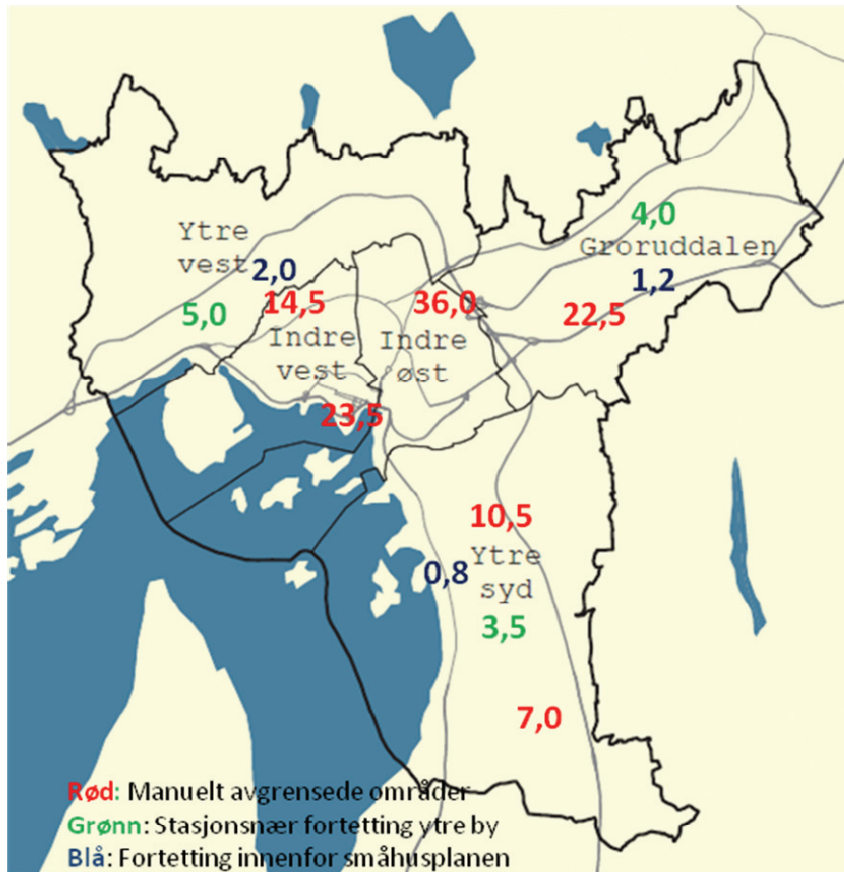 4,0
Groruddalen
1,2
22,5
Ytre
vest
2,0
14,5
5,0
36,0
Indre
vest
Indre
øst
23,5
10,5
0,8
Ytre
syd
3,5
7,0
Rød: Manuelt avgrensede områder
Grønn: Stasjonsnær fortetting ytre by
Blå: Fortetting innenfor småhusplanen